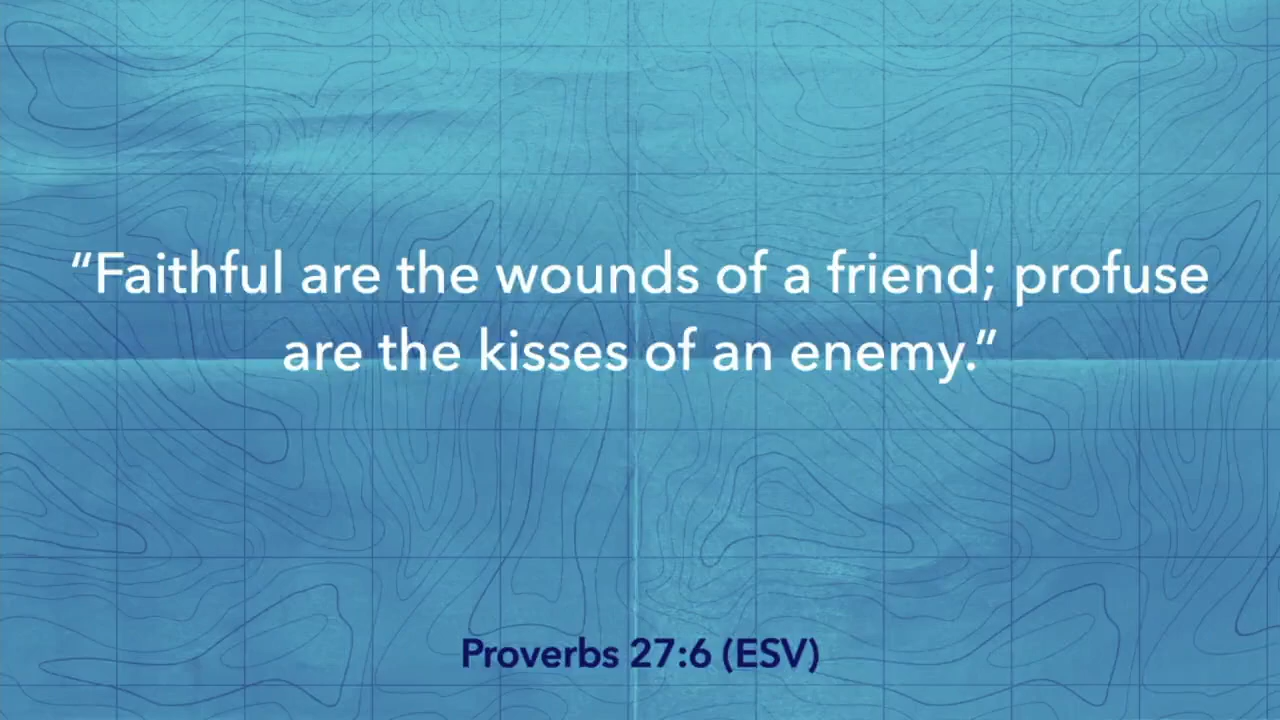 “Faithful are the wounds of a friend; profuse
are the kisses of an enemy.”
Proverbs 27:6 (ESV)